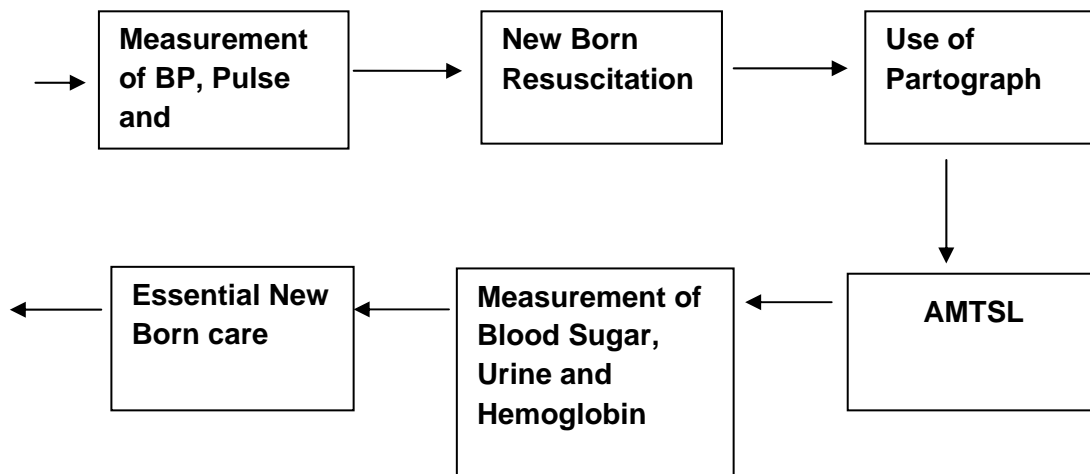 Measurement
of BP, Pulse
and
New Born
Resuscitation
Use of
Partograph
AMTSL
Measurement of
Blood Sugar,
Urine and
Hemoglobin
Essential New
Born care